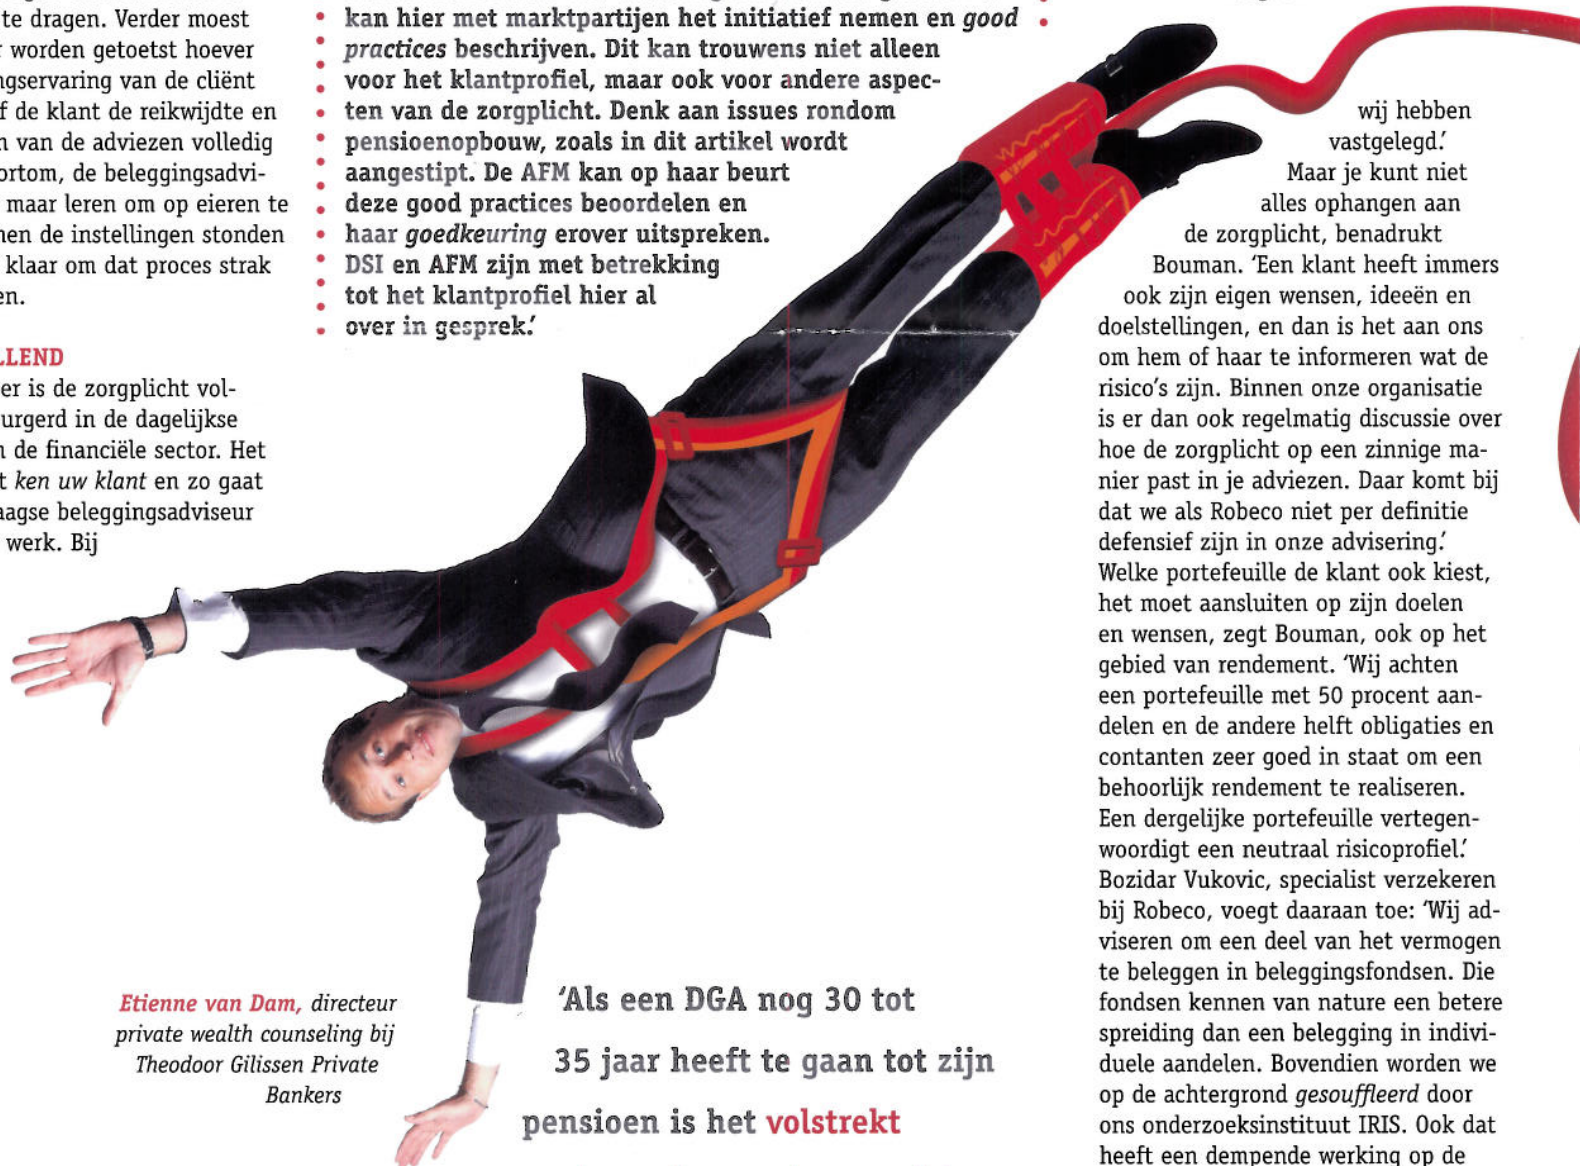 te dragen. Verder moest
worden getoetst hoever
ngservaring van de cliënt
f de klant de reikwijdte en
n van de adviezen volledig
ortom, de beleggingsadvi-
maar leren om op eieren te
nen de instellingen stonden
klaar om dat proces strak
en.
LLEND
er is de zorgplicht vol-
urgerd in de dagelijkse
n de financiële sector. Het
t ken uw klant en zo gaat
aagse beleggingsadviseur
werk. Bij
kan hier met marktpartijen het initiatief nemen en good
practices beschrijven. Dit kan trouwens niet alleen
voor het klantprofiel, maar ook voor andere aspec-
ten van de zorgplicht. Denk aan issues rondom
pensioenopbouw, zoals in dit artikel wordt
aangestipt. De AFM kan op haar beurt
deze good practices beoordelen en
haar goedkeuring erover uitspreken.
DSI en AFM zijn met betrekking
tot het klantprofiel hier al
over in gesprek.'
Etienne van Dam, directeur
private wealth counseling bij
Theodoor Gilissen Private
Bankers
'Als een DGA nog 30 tot
35 jaar heeft te gaan tot zijn
pensioen is het volstrekt
wij hebben
vastgelegd.'
Maar je kunt niet
alles ophangen aan
de zorgplicht, benadrukt
Bouman. 'Een klant heeft immers
ook zijn eigen wensen, ideeën en
doelstellingen, en dan is het aan ons
om hem of haar te informeren wat de
risico's zijn. Binnen onze organisatie
is er dan ook regelmatig discussie over
hoe de zorgplicht op een zinnige ma-
nier past in je adviezen. Daar komt bij
dat we als Robeco niet per definitie
defensief zijn in onze advisering.'
Welke portefeuille de klant ook kiest,
het moet aansluiten op zijn doelen
en wensen, zegt Bouman, ook op het
gebied van rendement. 'Wij achten
een portefeuille met 50 procent aan-
delen en de andere helft obligaties en
contanten zeer goed in staat om een
behoorlijk rendement te realiseren.
Een dergelijke portefeuille vertegen-
woordigt een neutraal risicoprofiel.'
Bozidar Vukovic, specialist verzekeren
bij Robeco, voegt daaraan toe: 'Wij ad-
viseren om een deel van het vermogen
te beleggen in beleggingsfondsen. Die
fondsen kennen van nature een betere
spreiding dan een belegging in indivi-
duele aandelen. Bovendien worden we
op de achtergrond gesouffleerd door
ons onderzoeksinstituut IRIS. Ook dat
heeft een dempende werking op de